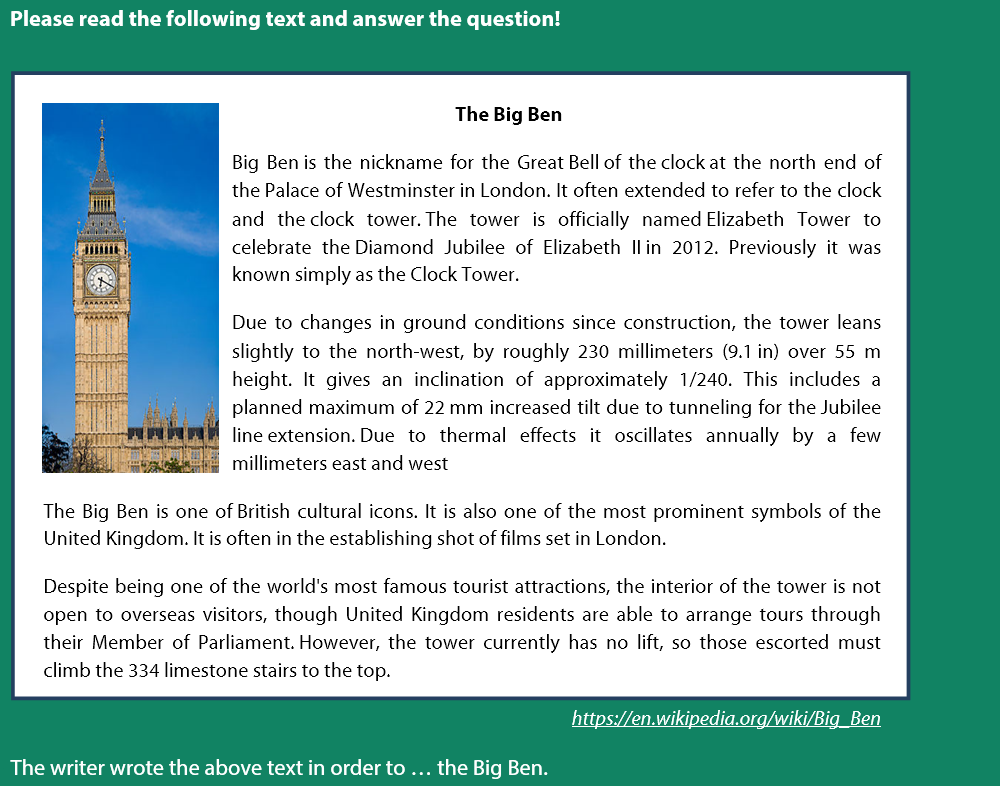 Please read the following text and answer the question!
The Big Ben
Big Ben is the nickname for the Great Bell of the clock at the north end of
the Palace of Westminster in London. It often extended to refer to the clock
and the clock tower. The tower is officially named Elizabeth Tower to
celebrate the Diamond Jubilee of Elizabeth II in 2012. Previously it was
known simply as the Clock Tower.
Due to changes in ground conditions since construction, the tower leans
slightly to the north-west, by roughly 230 millimeters (9.1 in) over 55 m
height. It gives an inclination of approximately 1/240. This includes a
planned maximum of 22 mm increased tilt due to tunneling for the Jubilee
line extension. Due to thermal effects it oscillates annually by a few
millimeters east and west
The Big Ben is one of British cultural icons. It is also one of the most prominent symbols of the
United Kingdom. It is often in the establishing shot of films set in London.
Despite being one of the world's most famous tourist attractions, the interior of the tower is not
open to overseas visitors, though United Kingdom residents are able to arrange tours through
their Member of Parliament. However, the tower currently has no lift, so those escorted must
climb the 334 limestone stairs to the top.
https://en.wikipedia.org/wiki/Big_Ben
The writer wrote the above text in order to … the Big Ben.